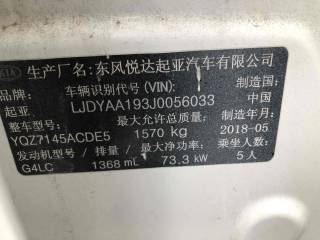 KIA 生产厂名:东风悦达起亚汽车有限公司
品牌 车辆识别代号 (VIN): 制造国:
起亚 LJDYAA193J0056033 中国
型号 最大允许总质量: 制造年月:
YQZ7145ACDE5 1570 kg 2018-05
发动机型号 / 排量 / 最大净功率: 乘坐人数:
G4LC 1368 mL 73.3 kW 5人